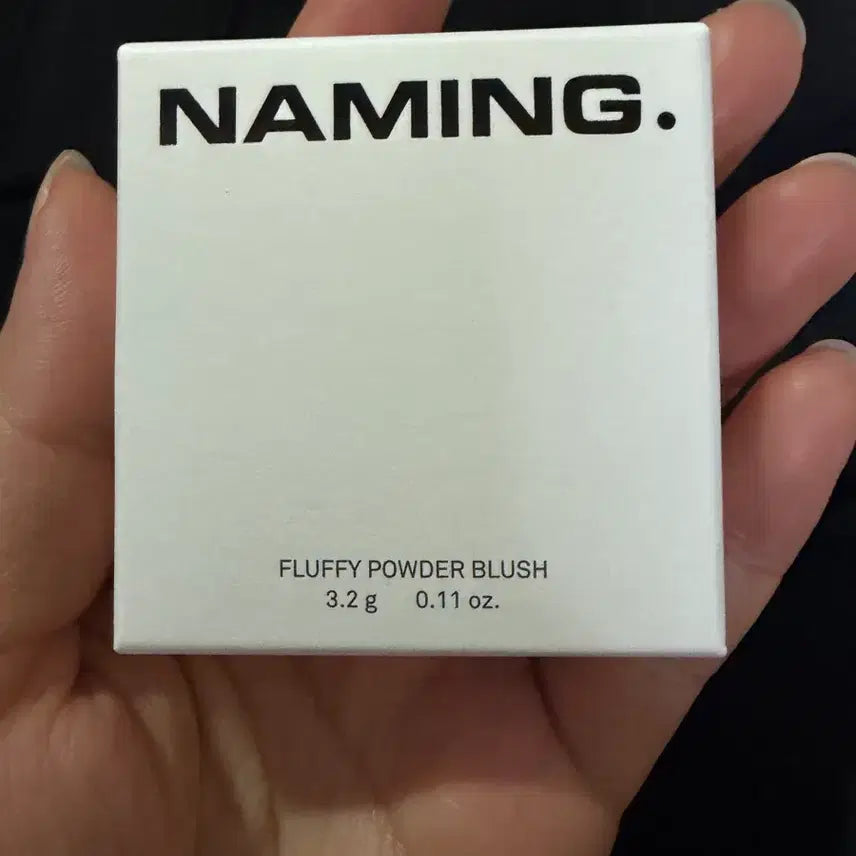 NAMING.
FLUFFY POWDER BLUSH
3.2 g 0.11 oz.